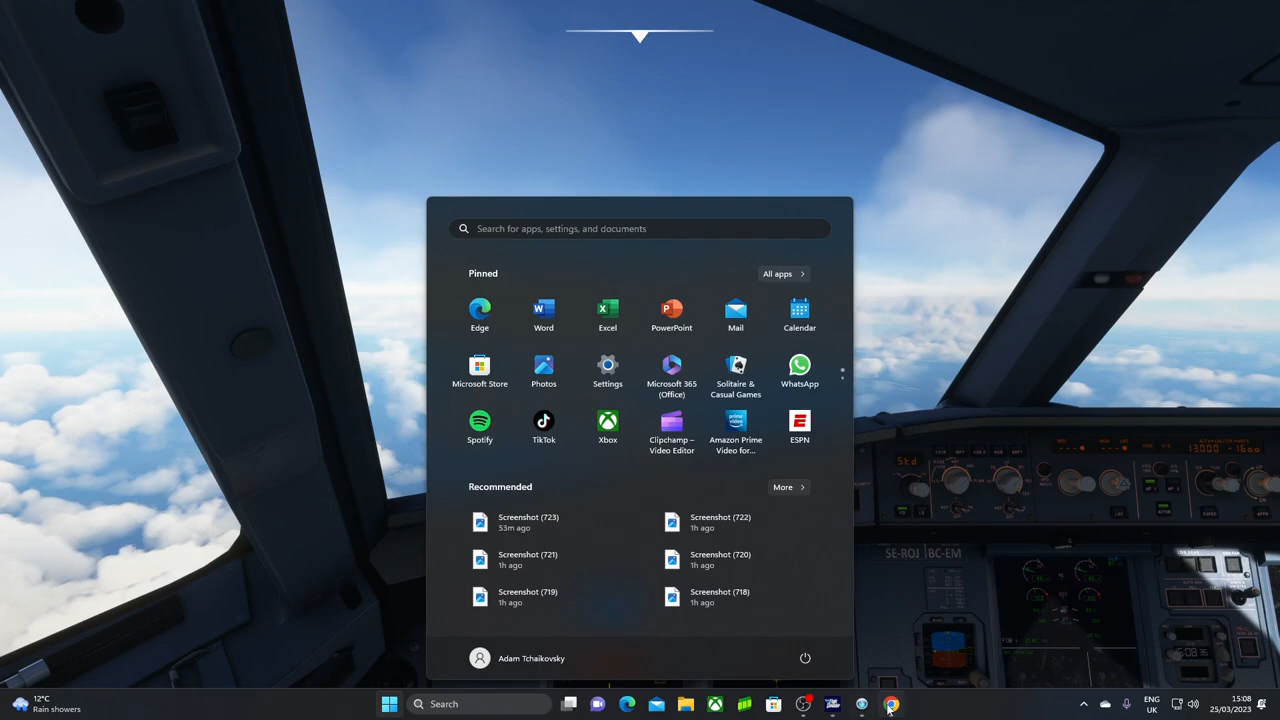 Search for apps, settings, and documents
Pinned
All apps
Edge
Word
Excel
PowerPoint
Mail
Calendar
Microsoft Store
Photos
Settings
Microsoft 365
(Office)
Solitaire &
Casual Games
WhatsApp
Spotify
TikTok
Xbox
Clipchamp –
Video Editor
Amazon Prime
Video for...
ESPN
Recommended
More
Screenshot (723)
53m ago
Screenshot (722)
1h ago
Screenshot (721)
1h ago
Screenshot (720)
1h ago
Screenshot (719)
1h ago
Screenshot (718)
1h ago
Adam Tchaikovsky
Std
SE-ROJ BC-EM
12°C
Rain showers
Search
ENG
UK
15:08
25/03/2023